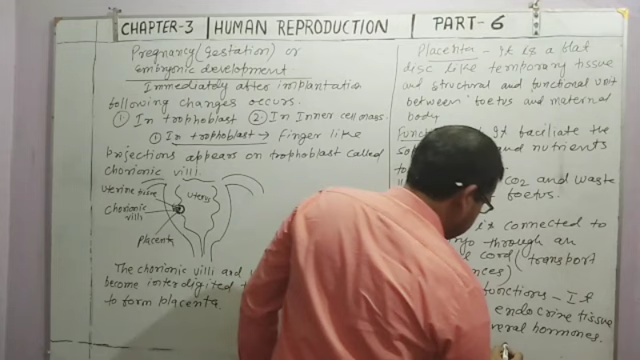 CHAPTER-3 HUMAN REPRODUCTION PART-6
Pregnancy (Gestation) or
embryonic development
Immediately after implantation
following changes occurs.
① In trophoblast ② In Inner cell mass.
① In trophoblast → Finger like
projections appears on trophoblast called
Chorionic villi
Uterine tissue
Uterus
Chorionic
villi
Placenta
The chorionic villi and
become interdigited
to form placenta.
Placenta - It is a flat
disc like temporary tissue
and structural and functional unit
between foetus and maternal
body
It faciliate the
and nutrients
CO2 and waste
foetus.
it connected to
through an
cord (transport
functions - It
endocrine tissue
hormones.